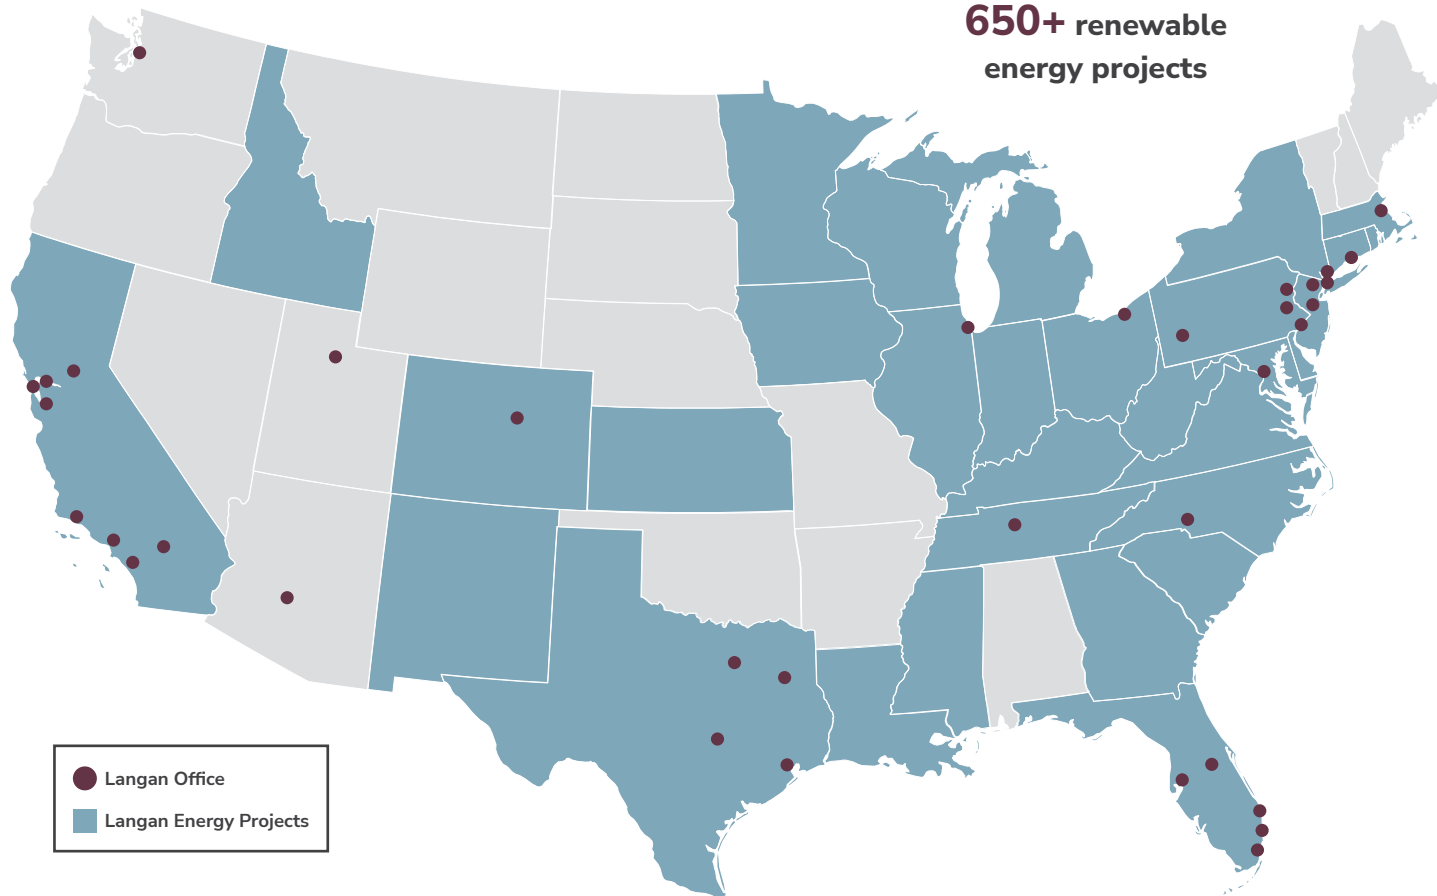 650+ renewable
energy projects
Langan Office
Langan Energy Projects